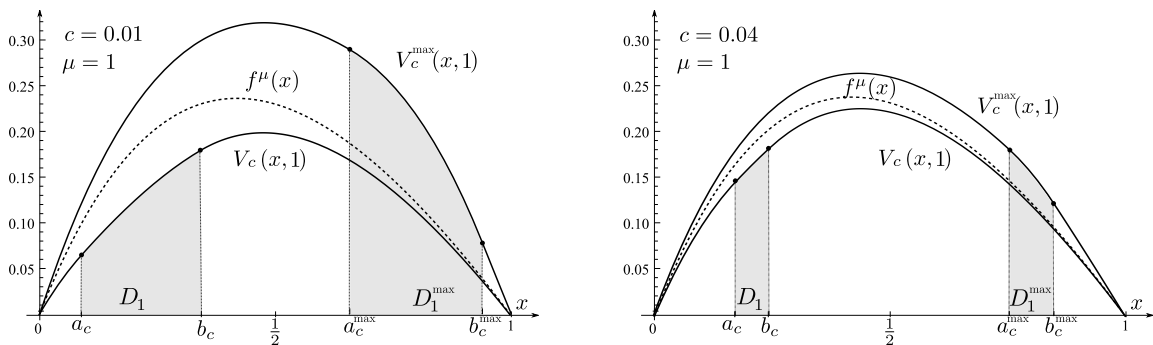 c = 0.01
μ = 1
0.30
0.25
0.20
0.15
0.10
0.05
V_c^max(x, 1)
f^μ(x)
V_c(x, 1)
D_1
D_1^max
x
0
a_c
b_c
1/2
a_c^max
b_c^max
1
c = 0.04
μ = 1
0.30
0.25
0.20
0.15
0.10
0.05
f^μ(x)
V_c^max(x, 1)
V_c(x, 1)
D_1
D_1^max
x
0
a_c
b_c
1/2
a_c^max
b_c^max
1